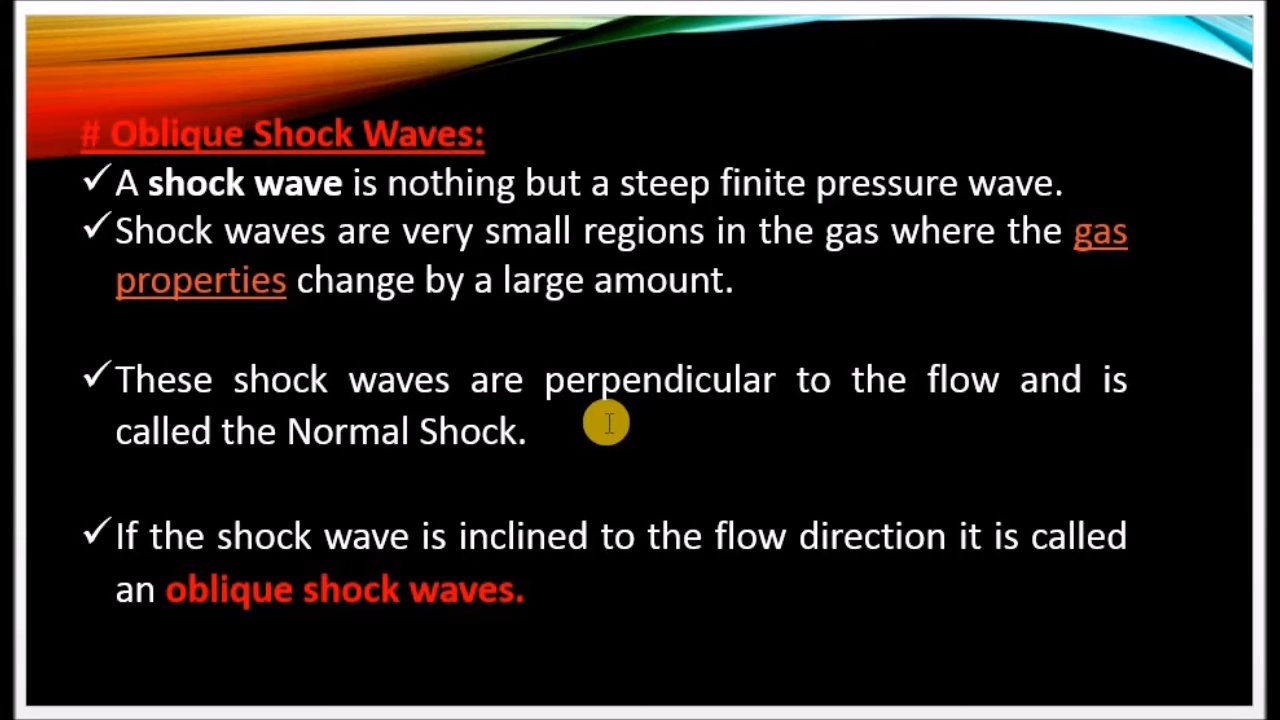 # Oblique Shock Waves:
✓A shock wave is nothing but a steep finite pressure wave.
✓Shock waves are very small regions in the gas where the gas
properties change by a large amount.
✓These shock waves are perpendicular to the flow and is
called the Normal Shock.
✓If the shock wave is inclined to the flow direction it is called
an oblique shock waves.